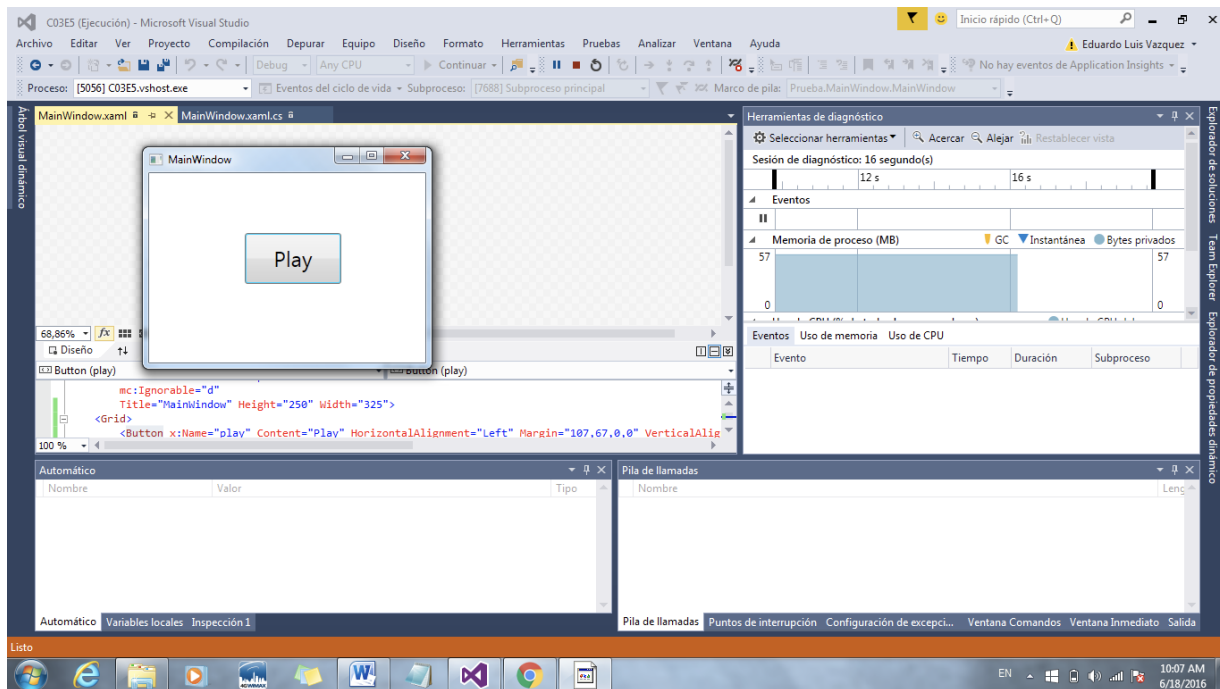 C03E5 (Ejecución) - Microsoft Visual Studio
Inicio rápido (Ctrl+Q)
Archivo Editar Ver Proyecto Compilación Depurar Equipo Diseño Formato Herramientas Pruebas Analizar Ventana Ayuda
Eduardo Luis Vazquez
Debug Any CPU Continuar No hay eventos de Application Insights
Proceso: [5056] C03E5.vshost.exe Eventos del ciclo de vida Subproceso: [7688] Subproceso principal Marco de pila: Prueba.MainWindow.MainWindow
Árbol visual dinámico
MainWindow.xaml MainWindow.xaml.cs
MainWindow
Play
68,86%
Diseño
Button (play) Button (play)
mc:Ignorable="d"
Title="MainWindow" Height="250" Width="325">
<Grid>
<Button x:Name="play" Content="Play" HorizontalAlignment="Left" Margin="107,67,0,0" VerticalAlig
100 %
Herramientas de diagnóstico
Seleccionar herramientas Acercar Alejar Restablecer vista
Sesión de diagnóstico: 16 segundo(s)
12 s 16 s
Eventos
Memoria de proceso (MB) GC Instantánea Bytes privados
57 57
0 0
Eventos Uso de memoria Uso de CPU
Evento Tiempo Duración Subproceso
Explorador de soluciones Team Explorer Explorador de propiedades dinámico
Automático
Nombre Valor Tipo
Automático Variables locales Inspección 1
Pila de llamadas
Nombre Leng
Pila de llamadas Puntos de interrupción Configuración de excepci... Ventana Comandos Ventana Inmediato Salida
Listo
4GWIMAX
EN
10:07 AM
6/18/2016